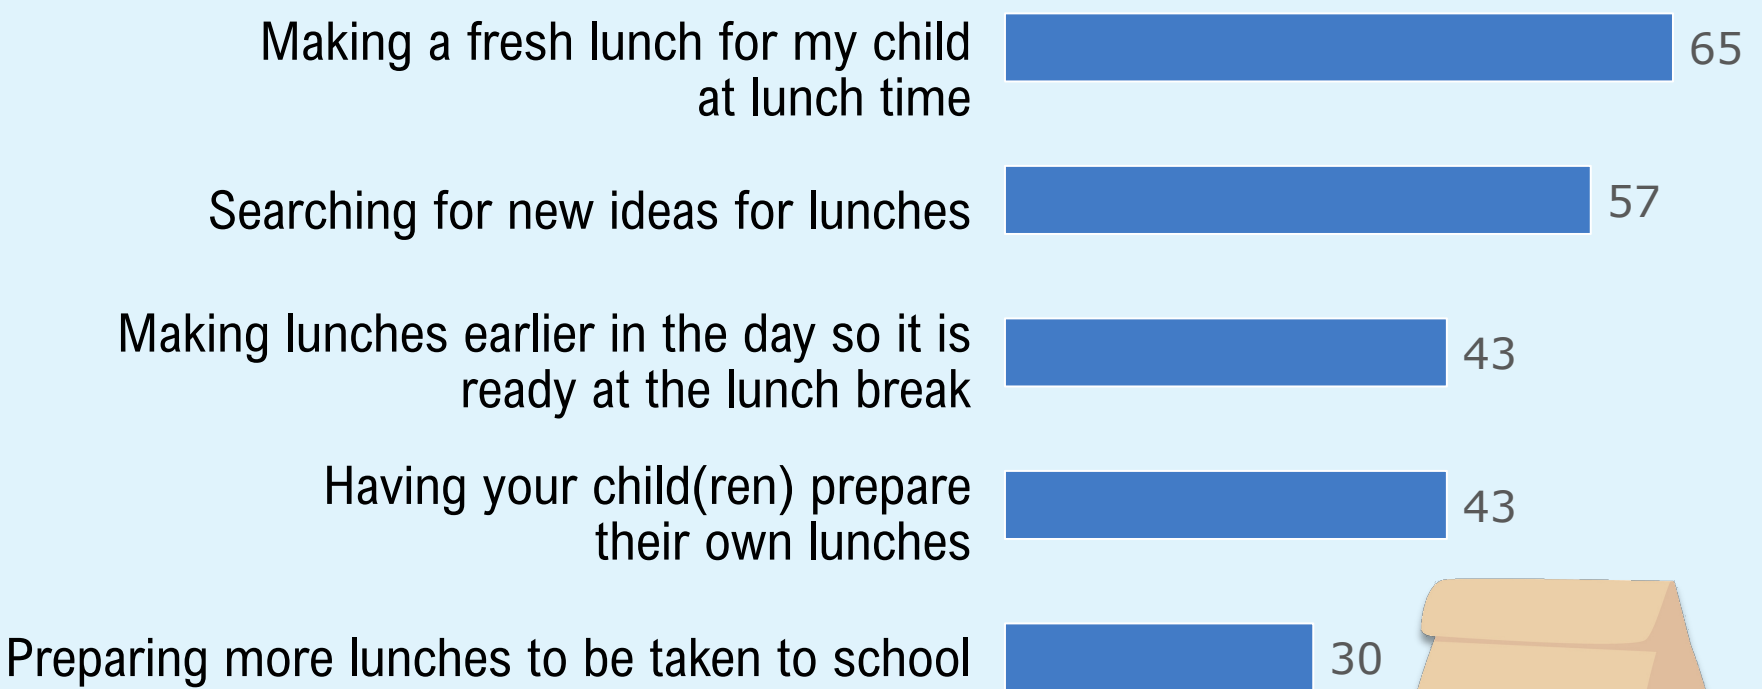 Making a fresh lunch for my child
at lunch time
65
Searching for new ideas for lunches
57
Making lunches earlier in the day so it is
ready at the lunch break
43
Having your child(ren) prepare
their own lunches
43
Preparing more lunches to be taken to school
30